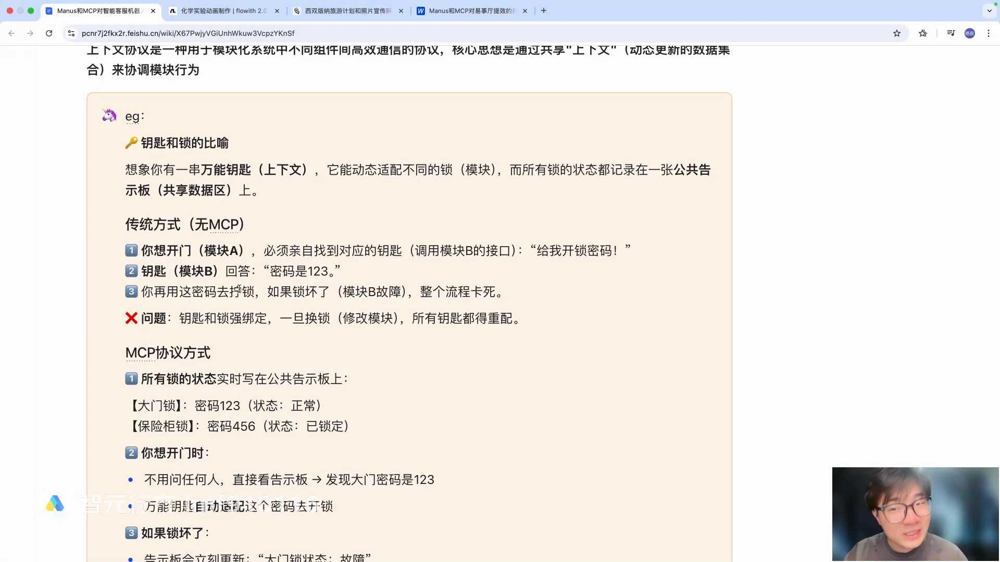 Manus和MCP对智能客服机器人
化学实验动画制作 | flowith 2.0
西双版纳旅游计划和照片宣传网
Manus和MCP对易事厅提效的
pcnr7j2fkx2r.feishu.cn/wiki/X67PwjyVGiUnhWkuw3VcpzYKnSf
皓辰
上下文协议是一种用于模块化系统中不同组件间高效通信的协议，核心思想是通过共享"上下文"（动态更新的数据集
合）来协调模块行为
eg：
钥匙和锁的比喻
想象你有一串万能钥匙（上下文），它能动态适配不同的锁（模块），而所有锁的状态都记录在一张公共告
示板（共享数据区）上。
传统方式（无MCP）
1 你想开门（模块A），必须亲自找到对应的钥匙（调用模块B的接口）：“给我开锁密码！”
2 钥匙（模块B）回答：“密码是123。”
3 你再用这密码去拧锁，如果锁坏了（模块B故障），整个流程卡死。
问题：钥匙和锁强绑定，一旦换锁（修改模块），所有钥匙都得重配。
MCP协议方式
1 所有锁的状态实时写在公共告示板上：
【大门锁】：密码123（状态：正常）
【保险柜锁】：密码456（状态：已锁定）
2 你想开门时：
不用问任何人，直接看告示板 → 发现大门密码是123
万能钥匙自动适配这个密码去开锁
智元行
3 如果锁坏了：
告示板会立刻更新：“大门锁状态：故障”